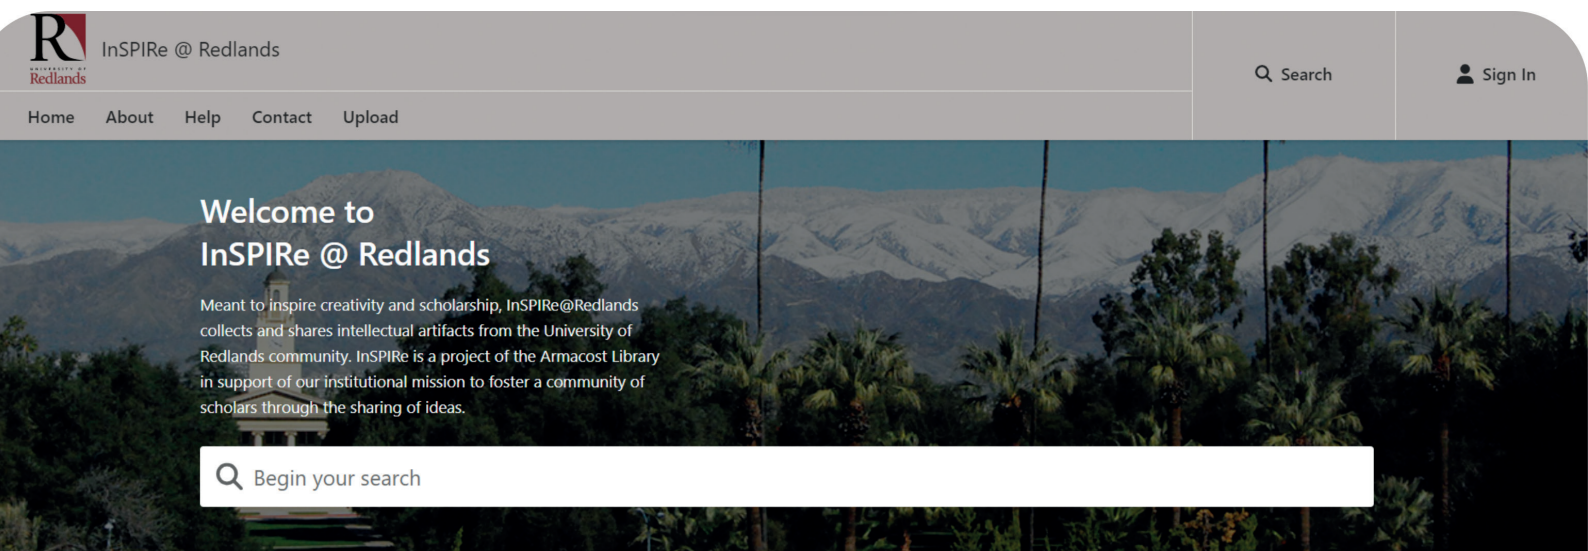 R
UNIVERSITY OF
Redlands
InSPIRe @ Redlands
Search
Sign In
Home About Help Contact Upload
Welcome to
InSPIRe @ Redlands
Meant to inspire creativity and scholarship, InSPIRe@Redlands
collects and shares intellectual artifacts from the University of
Redlands community. InSPIRe is a project of the Armacost Library
in support of our institutional mission to foster a community of
scholars through the sharing of ideas.
Begin your search